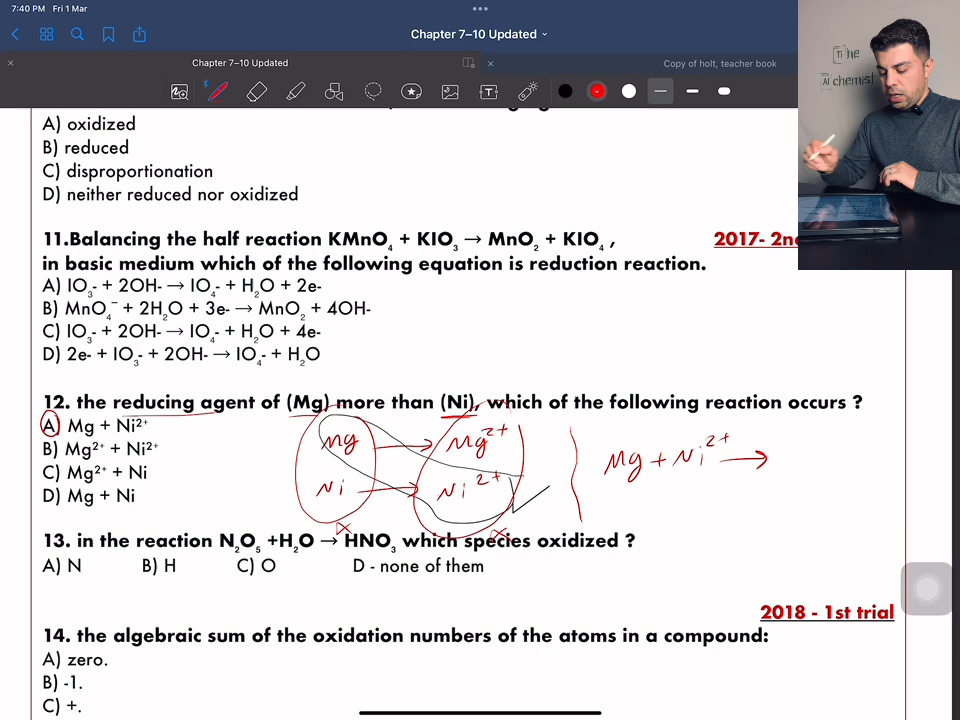 7:40 PM Fri 1 Mar
Chapter 7–10 Updated
Chapter 7–10 Updated
Copy of holt, teacher book
Ti he
Al chemist
A) oxidized
B) reduced
C) disproportionation
D) neither reduced nor oxidized
11.Balancing the half reaction KMnO₄ + KIO₃ → MnO₂ + KIO₄ ,
2017- 2n
in basic medium which of the following equation is reduction reaction.
A) IO₃- + 2OH- → IO₄- + H₂O + 2e-
B) MnO₄⁻ + 2H₂O + 3e- → MnO₂ + 4OH-
C) IO₃- + 2OH- → IO₄- + H₂O + 4e-
D) 2e- + IO₃- + 2OH- → IO₄- + H₂O
12. the reducing agent of (Mg) more than (Ni), which of the following reaction occurs ?
A) Mg + Ni²⁺
B) Mg²⁺ + Ni²⁺
C) Mg²⁺ + Ni
D) Mg + Ni
Mg → Mg²⁺
Ni → Ni²⁺
Mg + Ni²⁺ →
13. in the reaction N₂O₅ +H₂O → HNO₃ which species oxidized ?
A) N B) H C) O D - none of them
2018 - 1st trial
14. the algebraic sum of the oxidation numbers of the atoms in a compound:
A) zero.
B) -1.
C) +.